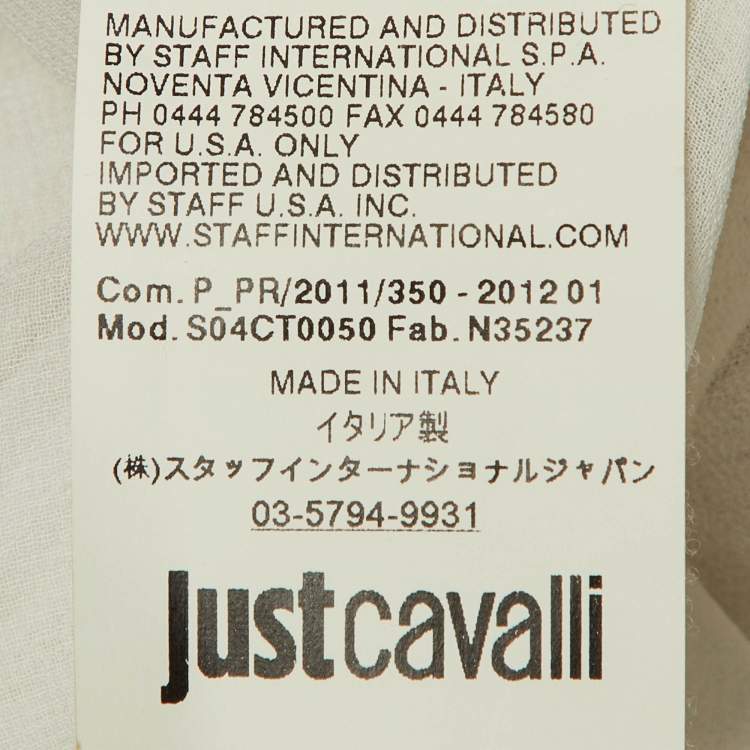 MANUFACTURED AND DISTRIBUTED
BY STAFF INTERNATIONAL S.P.A.
NOVENTA VICENTINA - ITALY
PH 0444 784500 FAX 0444 784580
FOR U.S.A. ONLY
IMPORTED AND DISTRIBUTED
BY STAFF U.S.A. INC.
WWW.STAFFINTERNATIONAL.COM
Com. P_PR/2011/350 - 2012 01
Mod. S04CT0050 Fab. N35237
MADE IN ITALY
イタリア製
(株)スタッフインターナショナルジャパン
03-5794-9931
Justcavalli